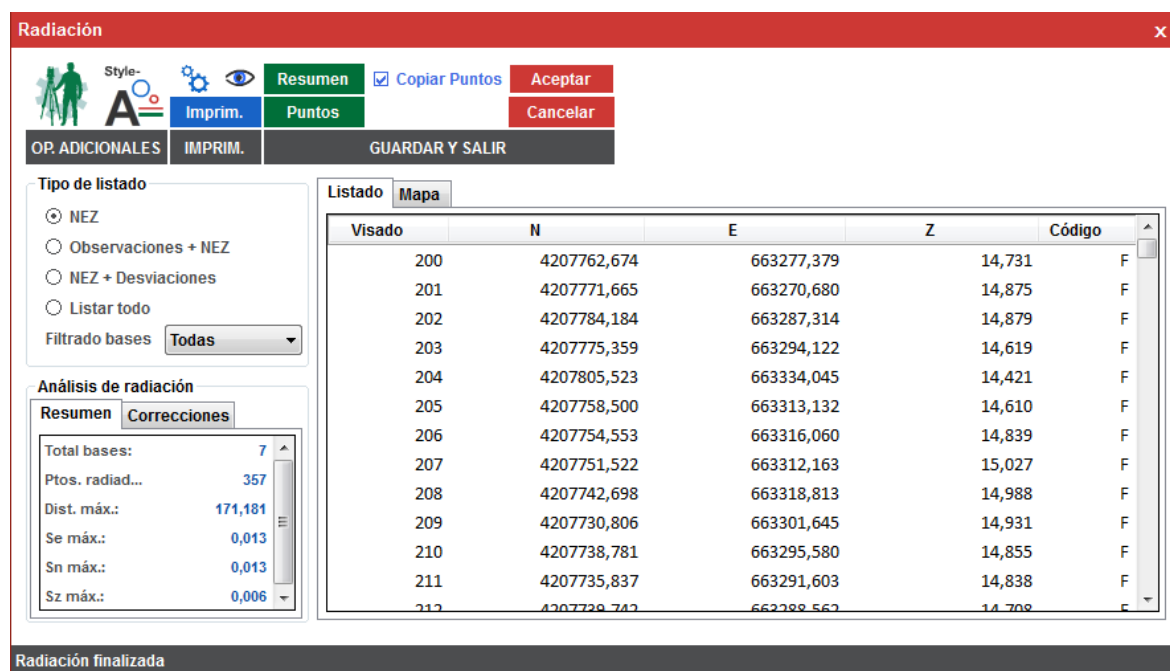 Radiación x
Style- Resumen Copiar Puntos Aceptar
A Imprim. Puntos Cancelar
OP. ADICIONALES IMPRIM. GUARDAR Y SALIR
Tipo de listado
NEZ
Observaciones + NEZ
NEZ + Desviaciones
Listar todo
Filtrado bases Todas
Análisis de radiación
Resumen Correcciones
Total bases: 7
Ptos. radiad... 357
Dist. máx.: 171,181
Se máx.: 0,013
Sn máx.: 0,013
Sz máx.: 0,006
Listado Mapa
Visado N E Z Código
200 4207762,674 663277,379 14,731 F
201 4207771,665 663270,680 14,875 F
202 4207784,184 663287,314 14,879 F
203 4207775,359 663294,122 14,619 F
204 4207805,523 663334,045 14,421 F
205 4207758,500 663313,132 14,610 F
206 4207754,553 663316,060 14,839 F
207 4207751,522 663312,163 15,027 F
208 4207742,698 663318,813 14,988 F
209 4207730,806 663301,645 14,931 F
210 4207738,781 663295,580 14,855 F
211 4207735,837 663291,603 14,838 F
212 4207739,742 663288,562 14,708 F
Radiación finalizada